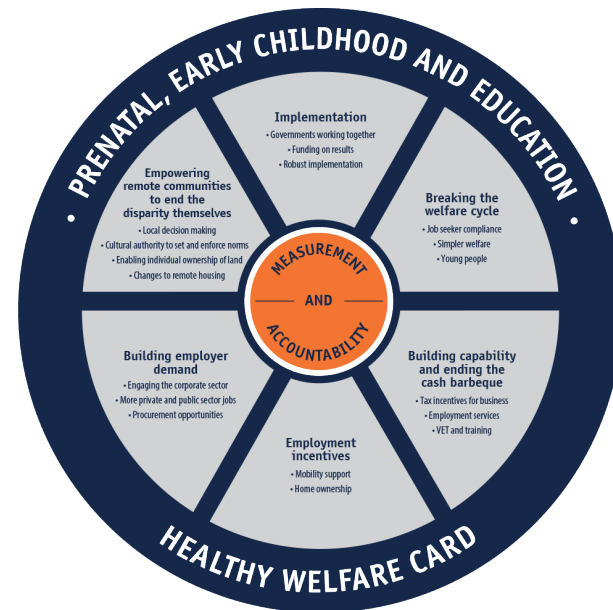 • PRENATAL, EARLY CHILDHOOD AND EDUCATION •
Implementation
• Governments working together
• Funding on results
• Robust implementation
Breaking the
welfare cycle
• Job seeker compliance
• Simpler welfare
• Young people
Building capability
and ending the
cash barbeque
• Tax incentives for business
• Employment services
• VET and training
Employment
incentives
• Mobility support
• Home ownership
Building employer
demand
• Engaging the corporate sector
• More private and public sector jobs
• Procurement opportunities
Empowering
remote communities
to end the
disparity themselves
• Local decision making
• Cultural authority to set and enforce norms
• Enabling individual ownership of land
• Changes to remote housing
MEASUREMENT
AND
ACCOUNTABILITY
HEALTHY WELFARE CARD